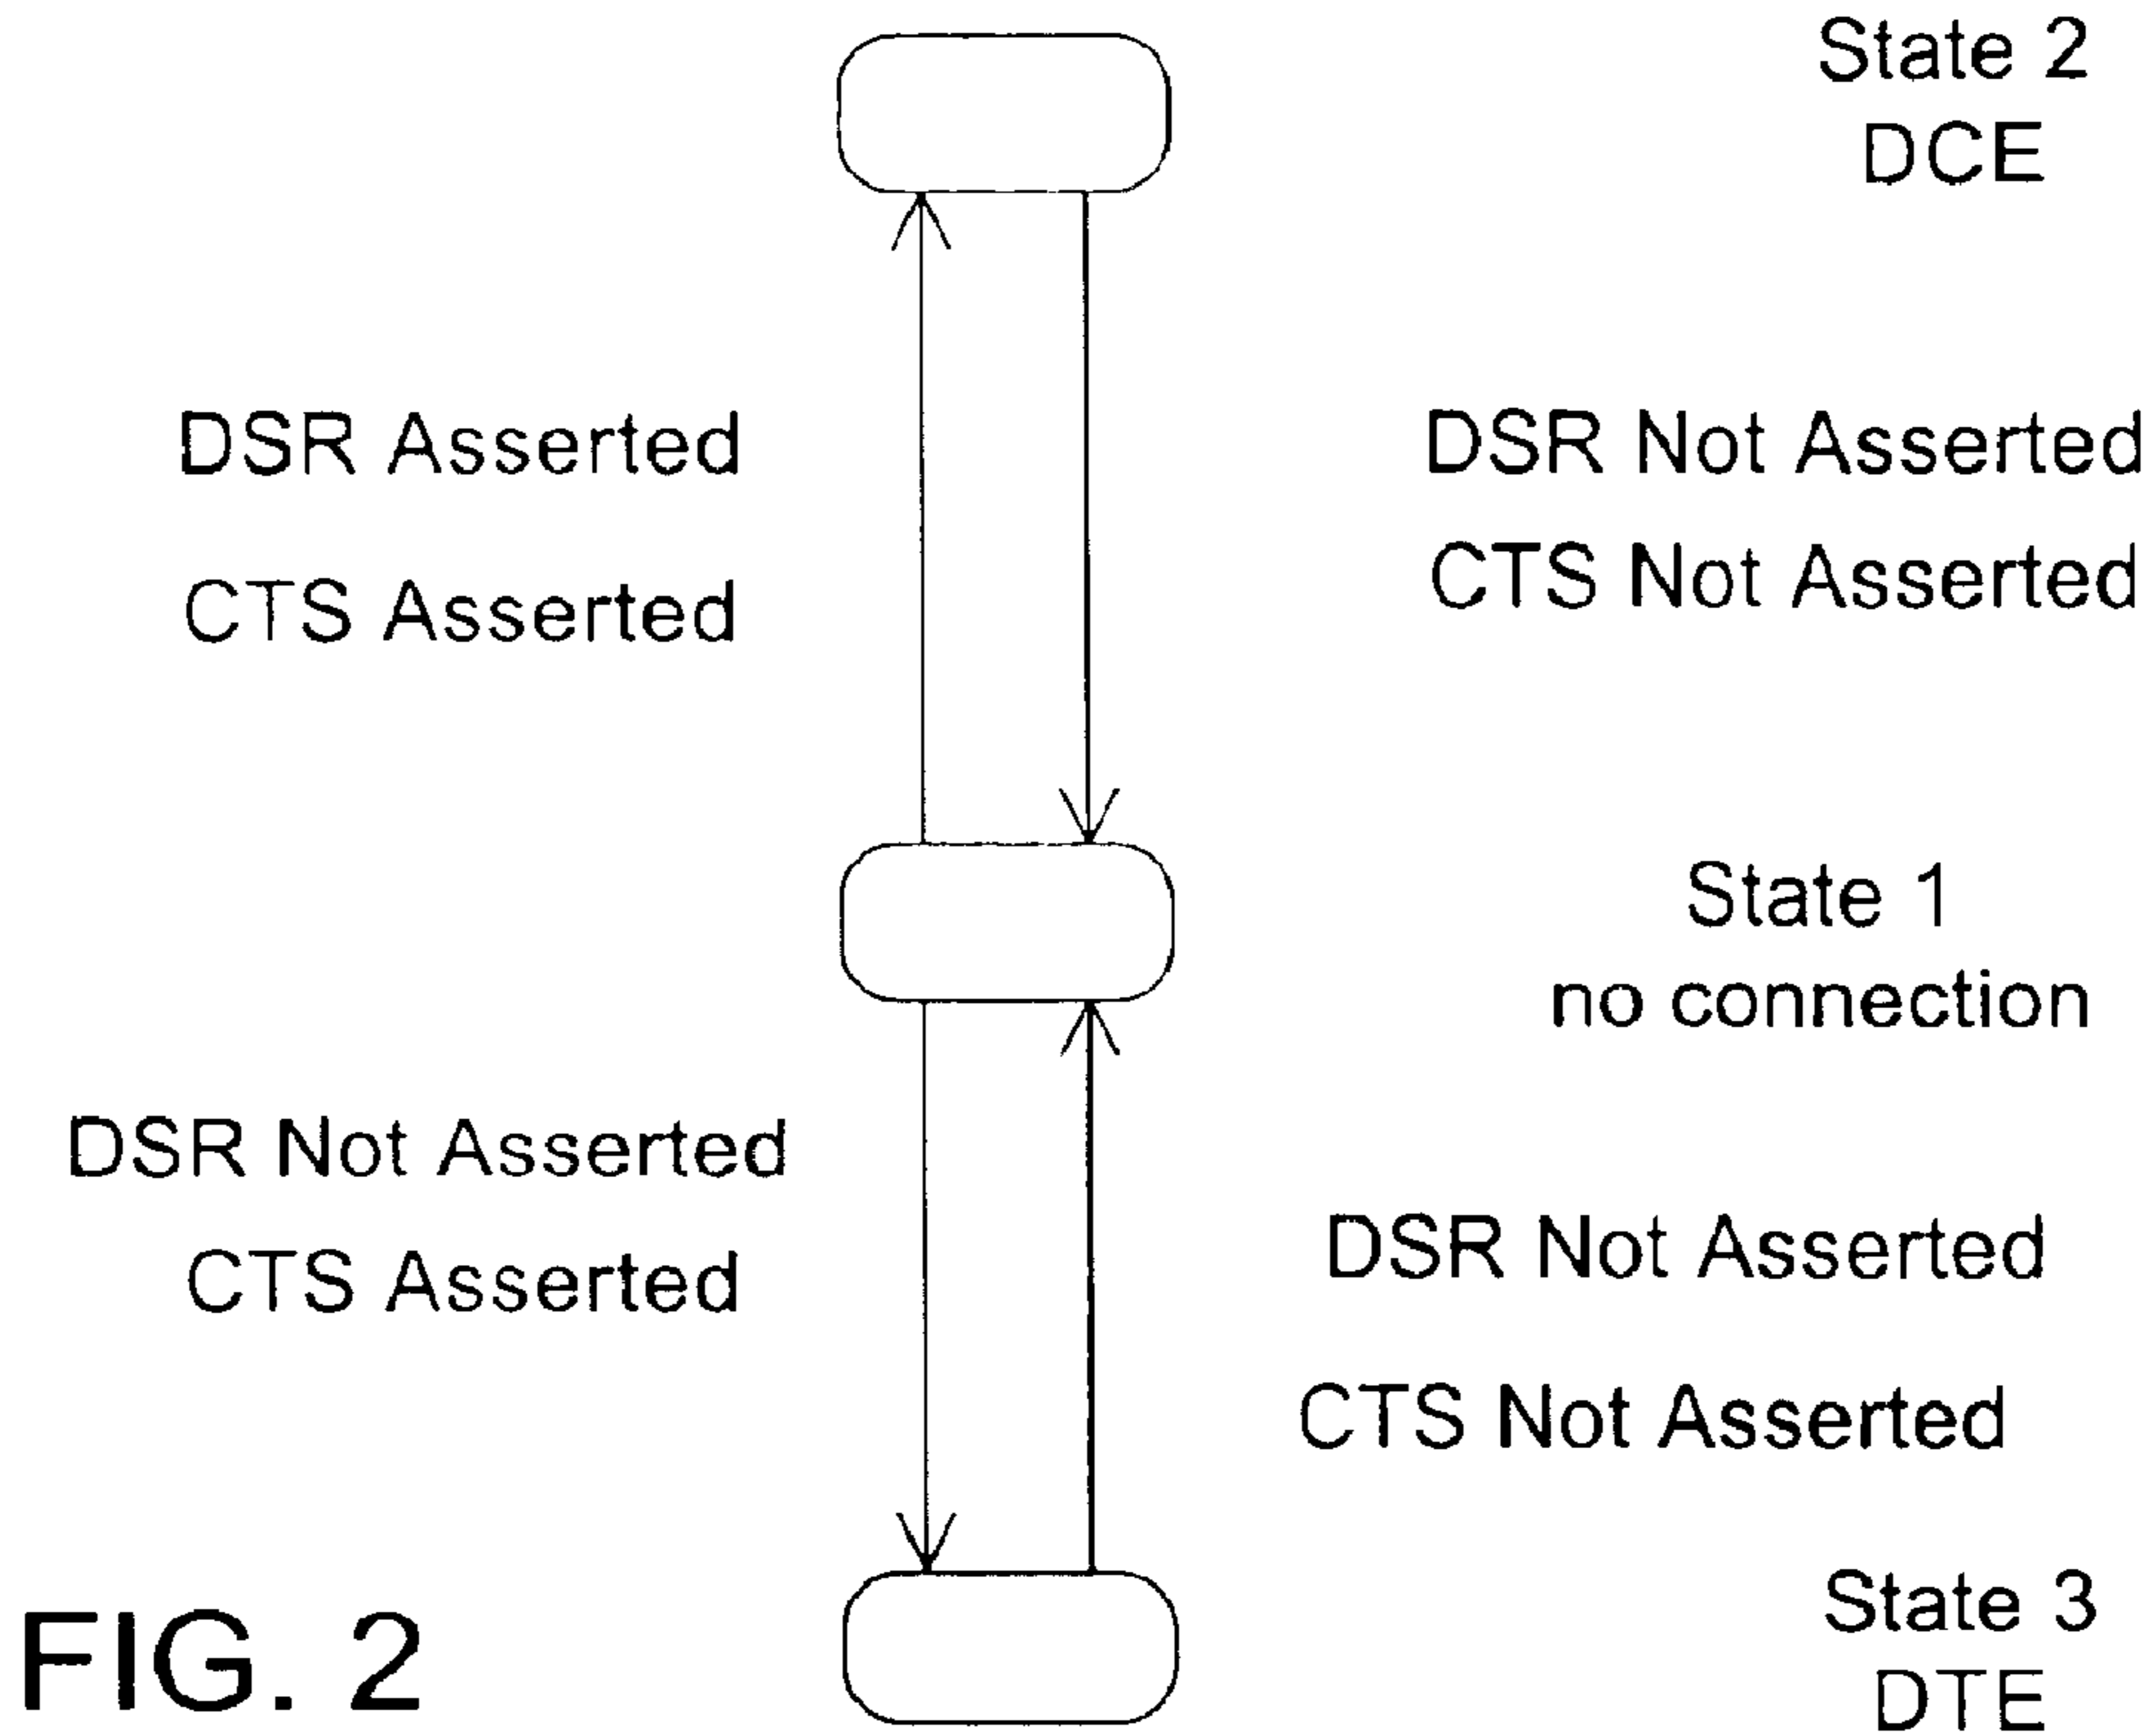 State 2
DCE
DSR Asserted
DSR Not Asserted
CTS Asserted
CTS Not Asserted
State 1
no connection
DSR Not Asserted
CTS Asserted
DSR Not Asserted
CTS Not Asserted
State 3
DTE
FIG. 2